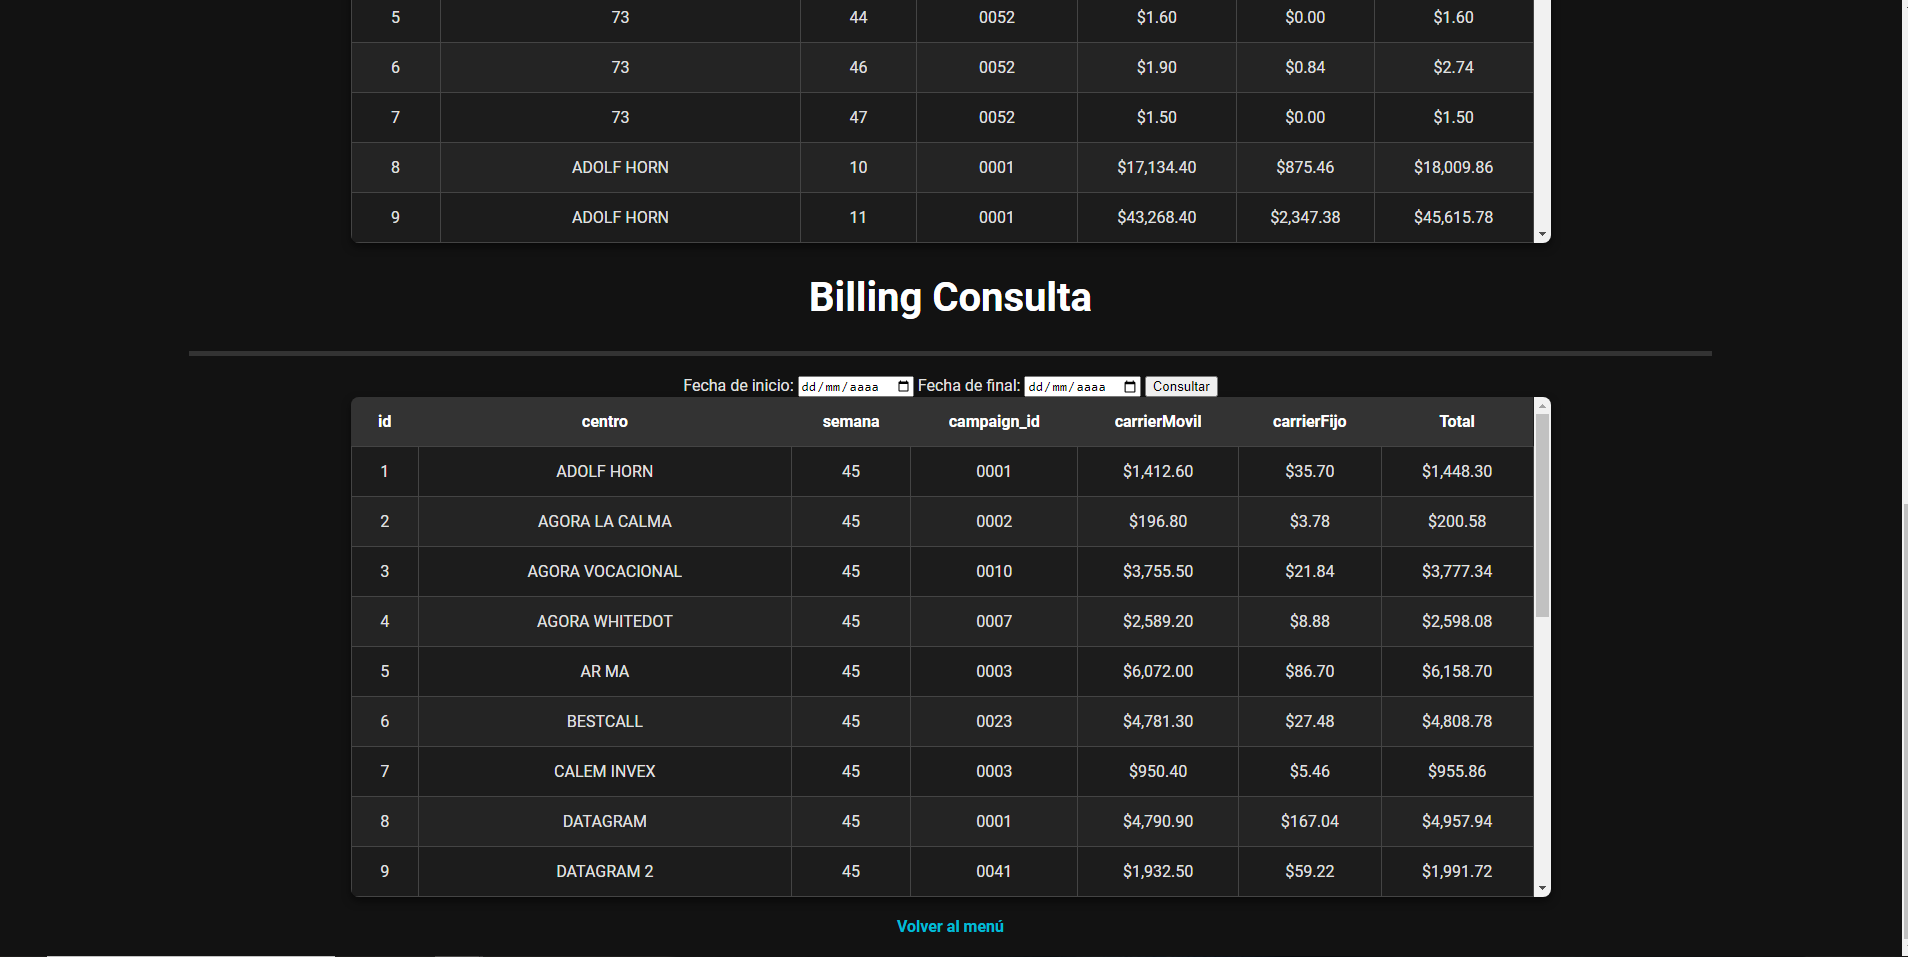 5 73 44 0052 $1.60 $0.00 $1.60
6 73 46 0052 $1.90 $0.84 $2.74
7 73 47 0052 $1.50 $0.00 $1.50
8 ADOLF HORN 10 0001 $17,134.40 $875.46 $18,009.86
9 ADOLF HORN 11 0001 $43,268.40 $2,347.38 $45,615.78
Billing Consulta
Fecha de inicio: dd/mm/aaaa Fecha de final: dd/mm/aaaa Consultar
id centro semana campaign_id carrierMovil carrierFijo Total
1 ADOLF HORN 45 0001 $1,412.60 $35.70 $1,448.30
2 AGORA LA CALMA 45 0002 $196.80 $3.78 $200.58
3 AGORA VOCACIONAL 45 0010 $3,755.50 $21.84 $3,777.34
4 AGORA WHITEDOT 45 0007 $2,589.20 $8.88 $2,598.08
5 AR MA 45 0003 $6,072.00 $86.70 $6,158.70
6 BESTCALL 45 0023 $4,781.30 $27.48 $4,808.78
7 CALEM INVEX 45 0003 $950.40 $5.46 $955.86
8 DATAGRAM 45 0001 $4,790.90 $167.04 $4,957.94
9 DATAGRAM 2 45 0041 $1,932.50 $59.22 $1,991.72
Volver al menú